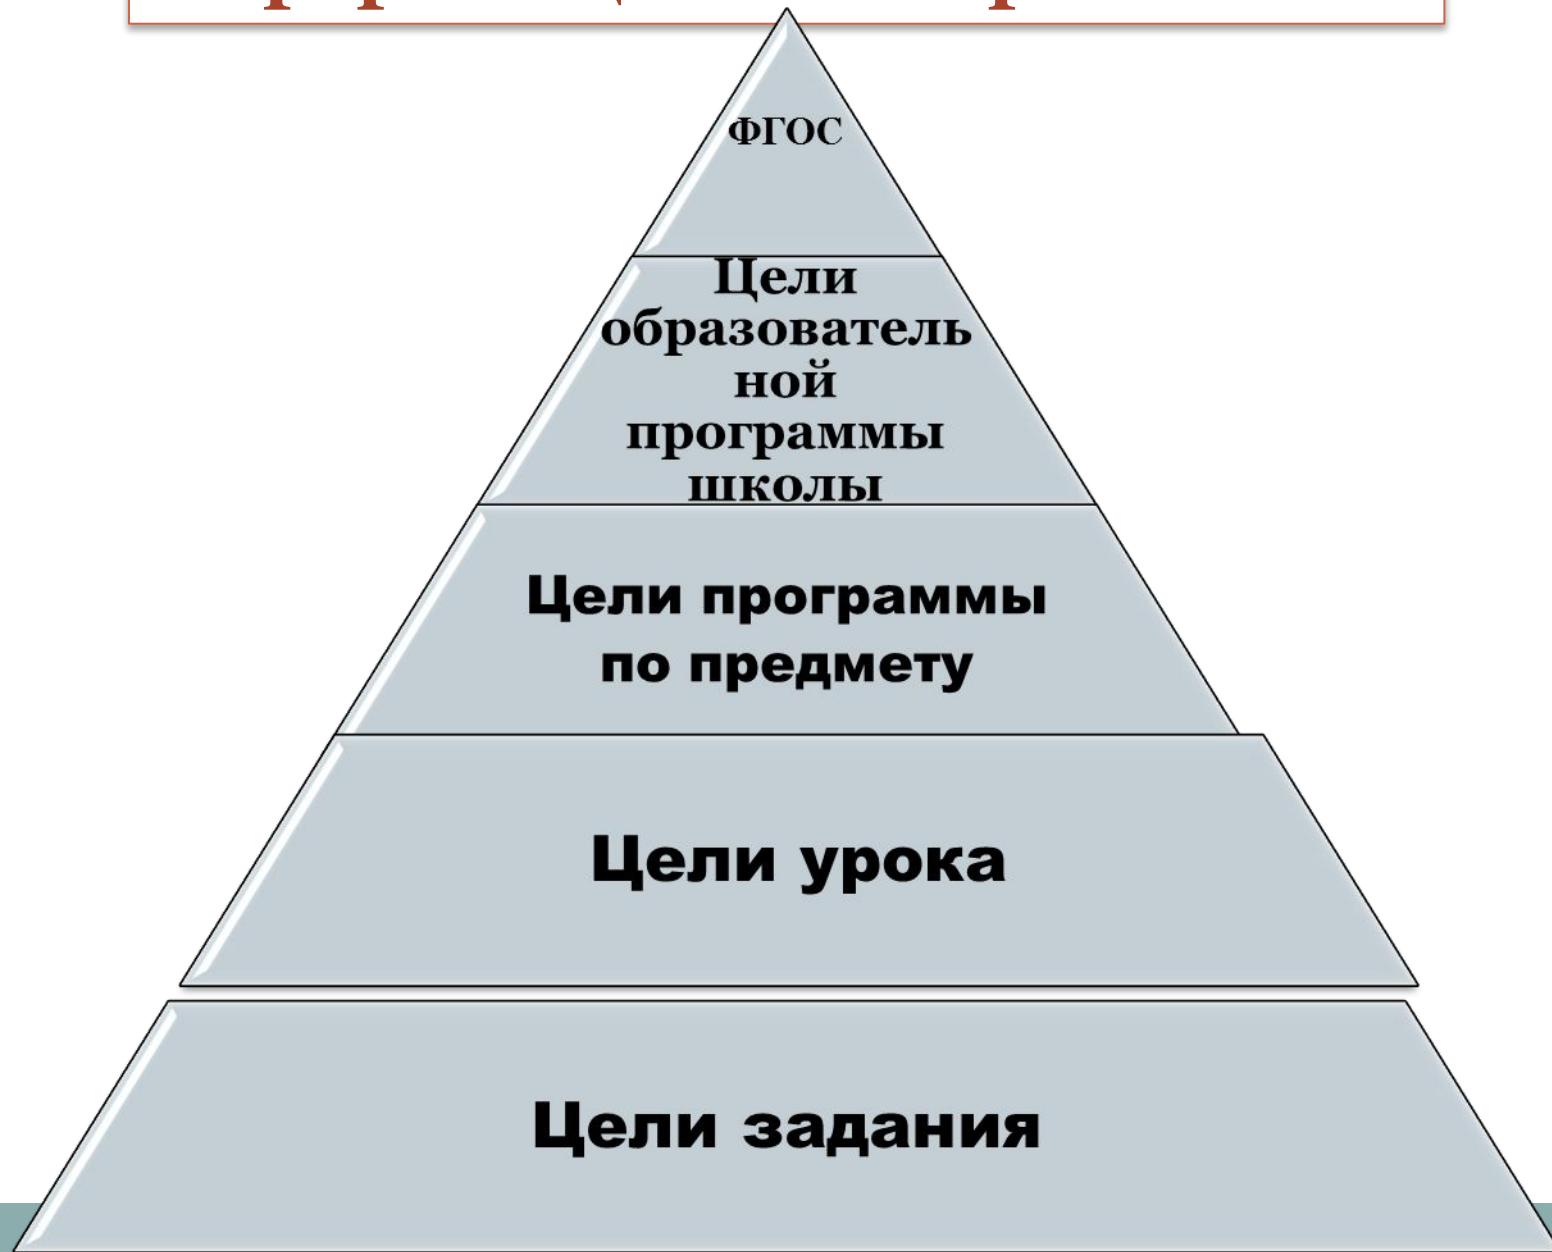 ФГОС
Цели
образователь
ной
программы
школы
Цели программы
по предмету
Цели урока
Цели задания